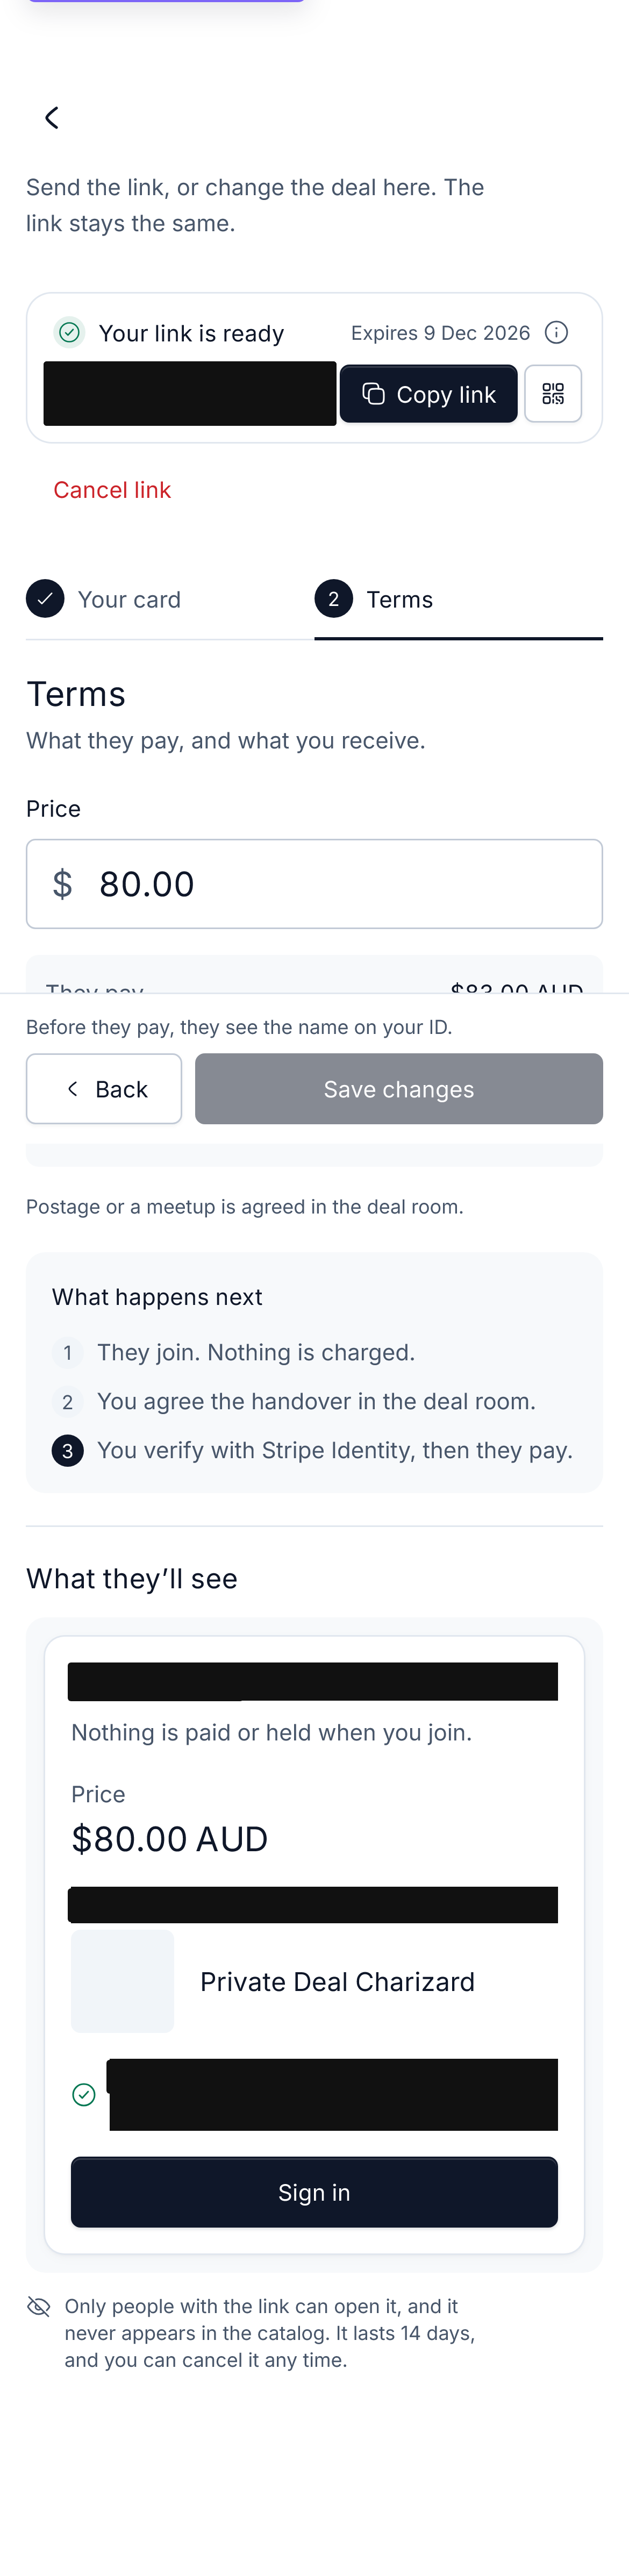 Send the link, or change the deal here. The
link stays the same.
Your link is ready
Expires 9 Dec 2026
Copy link
Cancel link
Your card
2
Terms
Terms
What they pay, and what you receive.
Price
$ 80.00
They pay
$83.00 AUD
Before they pay, they see the name on your ID.
Back
Save changes
Postage or a meetup is agreed in the deal room.
What happens next
1 They join. Nothing is charged.
2 You agree the handover in the deal room.
3 You verify with Stripe Identity, then they pay.
What they’ll see
Nothing is paid or held when you join.
Price
$80.00 AUD
Private Deal Charizard
Sign in
Only people with the link can open it, and it
never appears in the catalog. It lasts 14 days,
and you can cancel it any time.